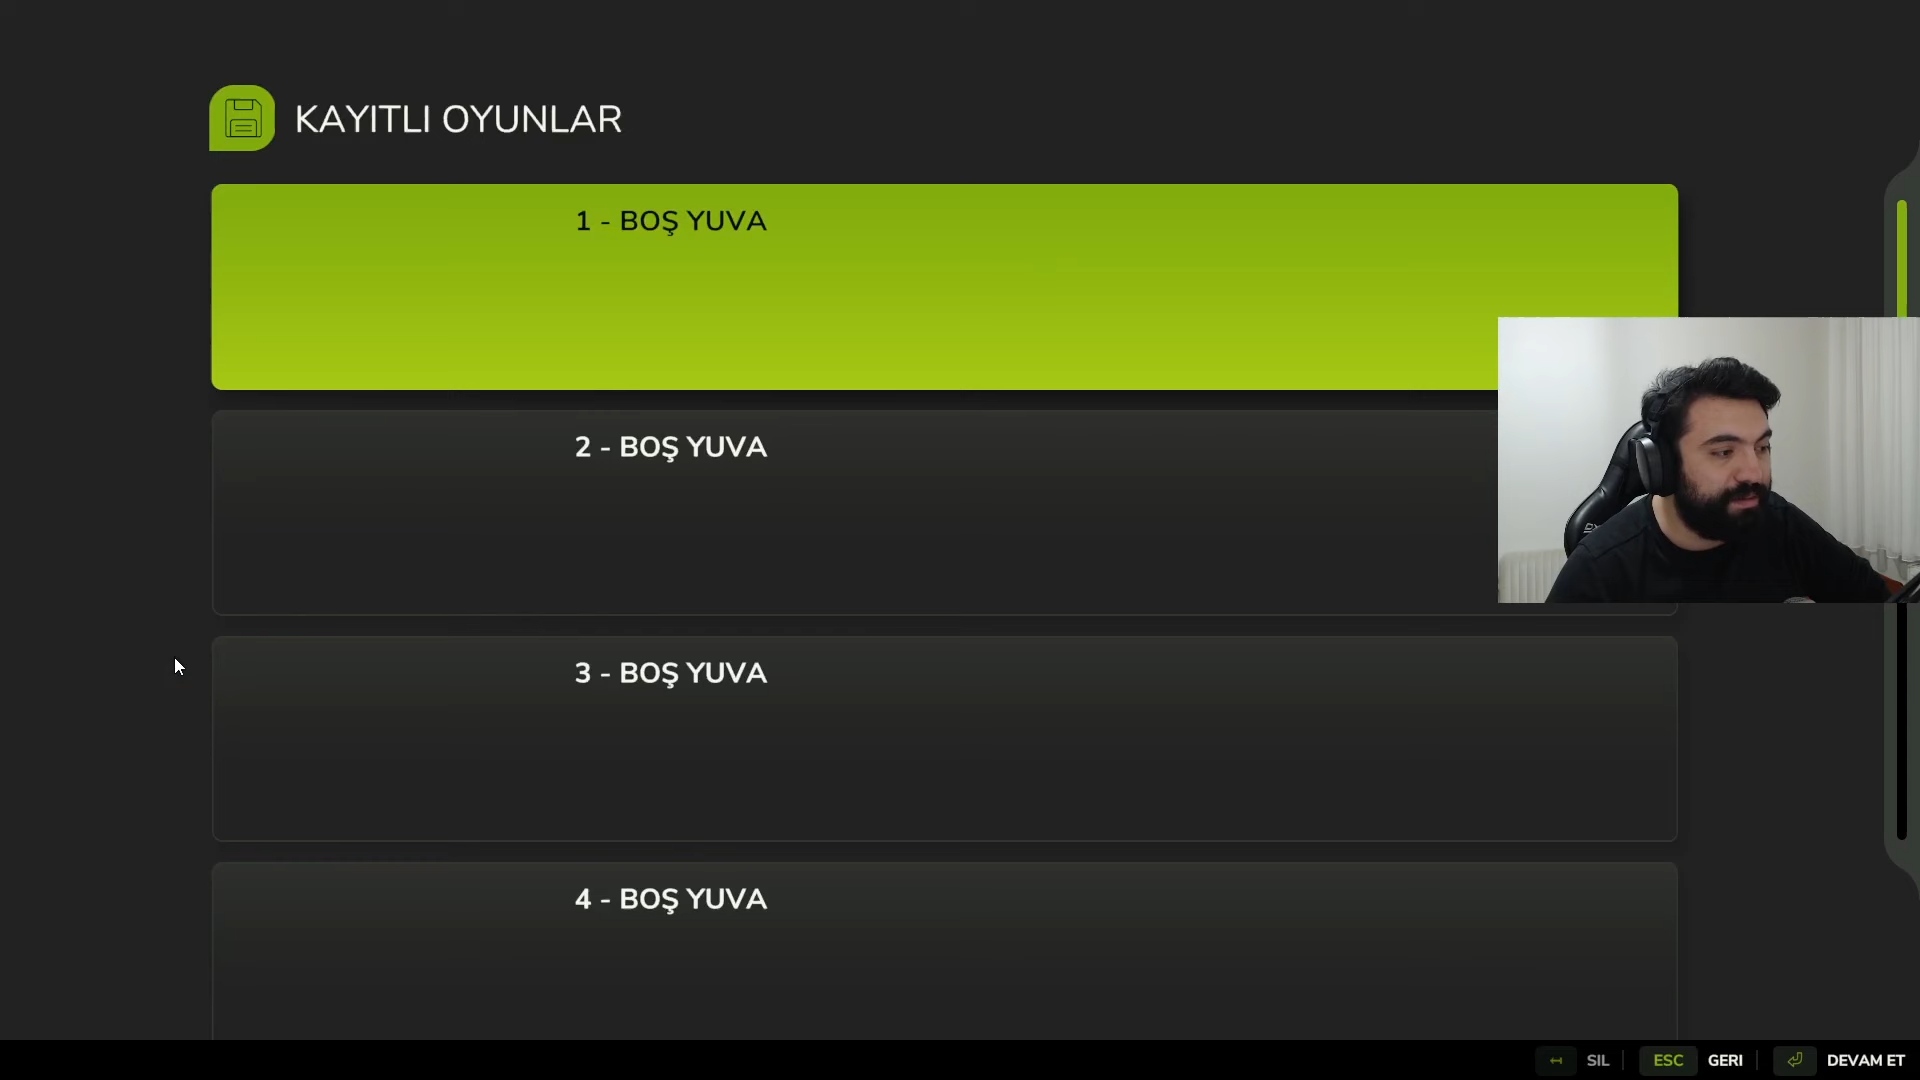 KAYITLI OYUNLAR
1 - BOŞ YUVA
2 - BOŞ YUVA
3 - BOŞ YUVA
4 - BOŞ YUVA
SIL
ESC GERI
DEVAM ET